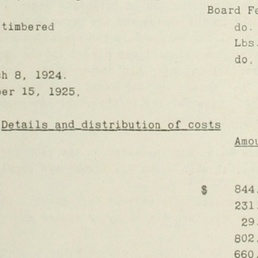 Board Fe
timbered do.
Lbs.
do.
h 8, 1924.
er 15, 1925.
Details and distribution of costs
Amou
$ 844.
231.
29.
802.
660.